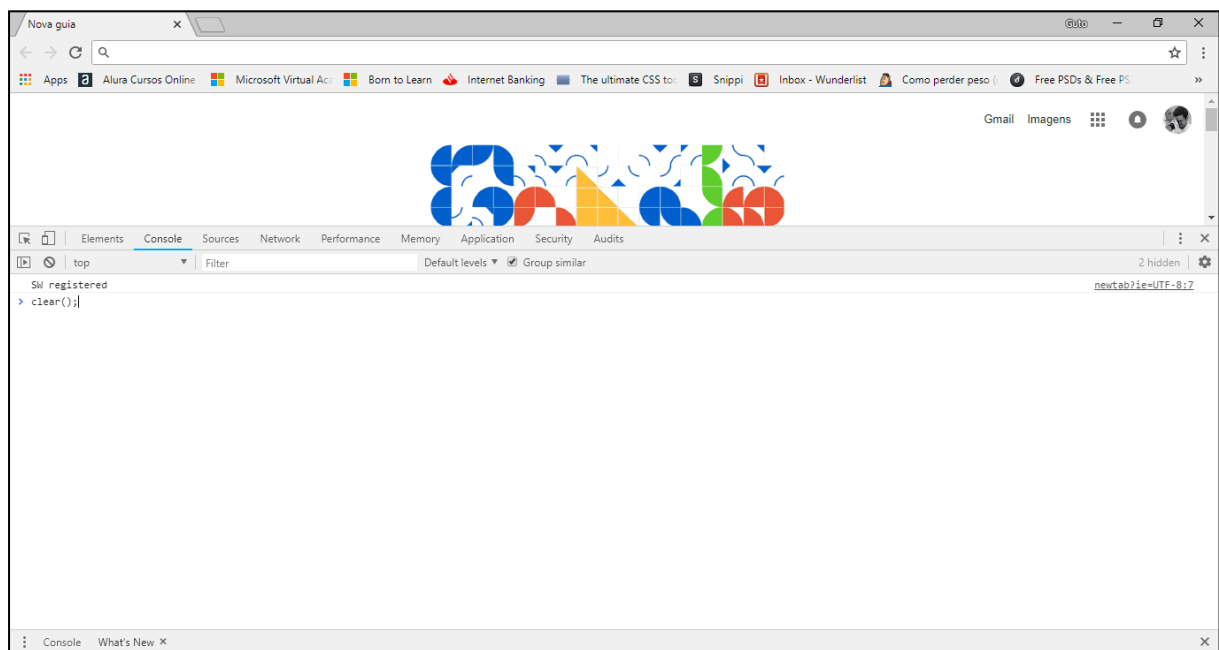 Nova guia
Guto
Apps Alura Cursos Online Microsoft Virtual Aca Born to Learn Internet Banking The ultimate CSS too S Snippi Inbox - Wunderlist Como perder peso ( Free PSDs & Free PS »
Gmail Imagens
Elements Console Sources Network Performance Memory Application Security Audits
top Filter Default levels Group similar 2 hidden
SW registered newtab?ie=UTF-8:7
> clear();
Console What's New